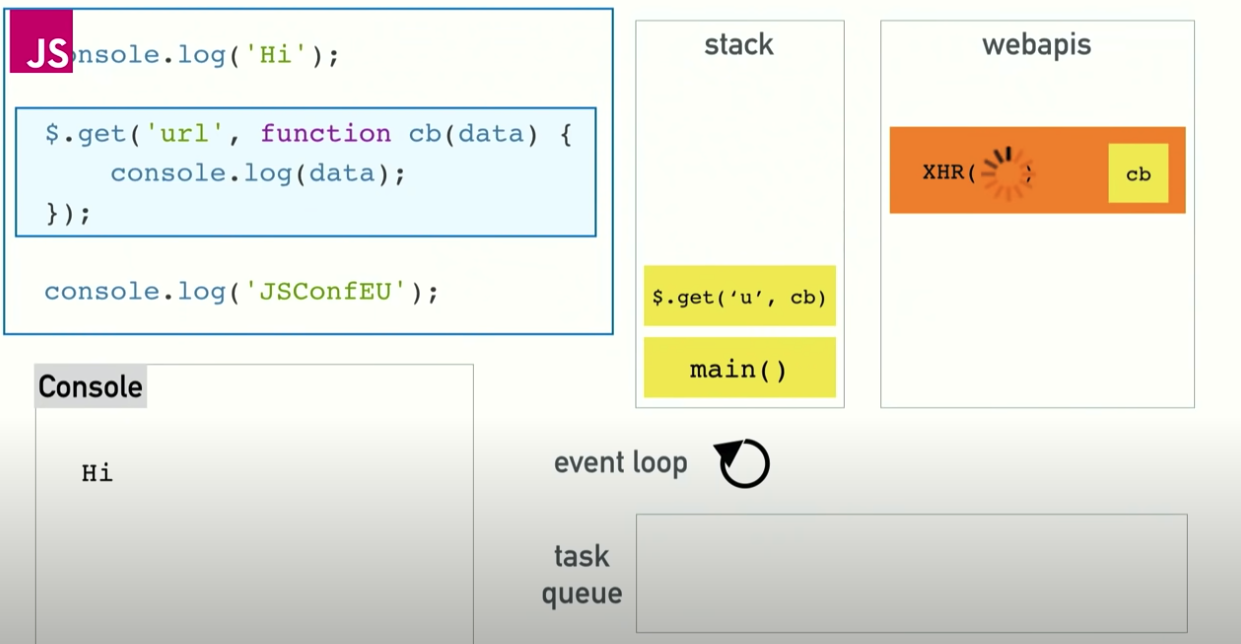 JS
console.log('Hi');
$.get('url', function cb(data) {
console.log(data);
});
console.log('JSConfEU');
Console
Hi
stack
$.get(‘u’, cb)
main()
webapis
XHR( )
cb
event loop
task
queue